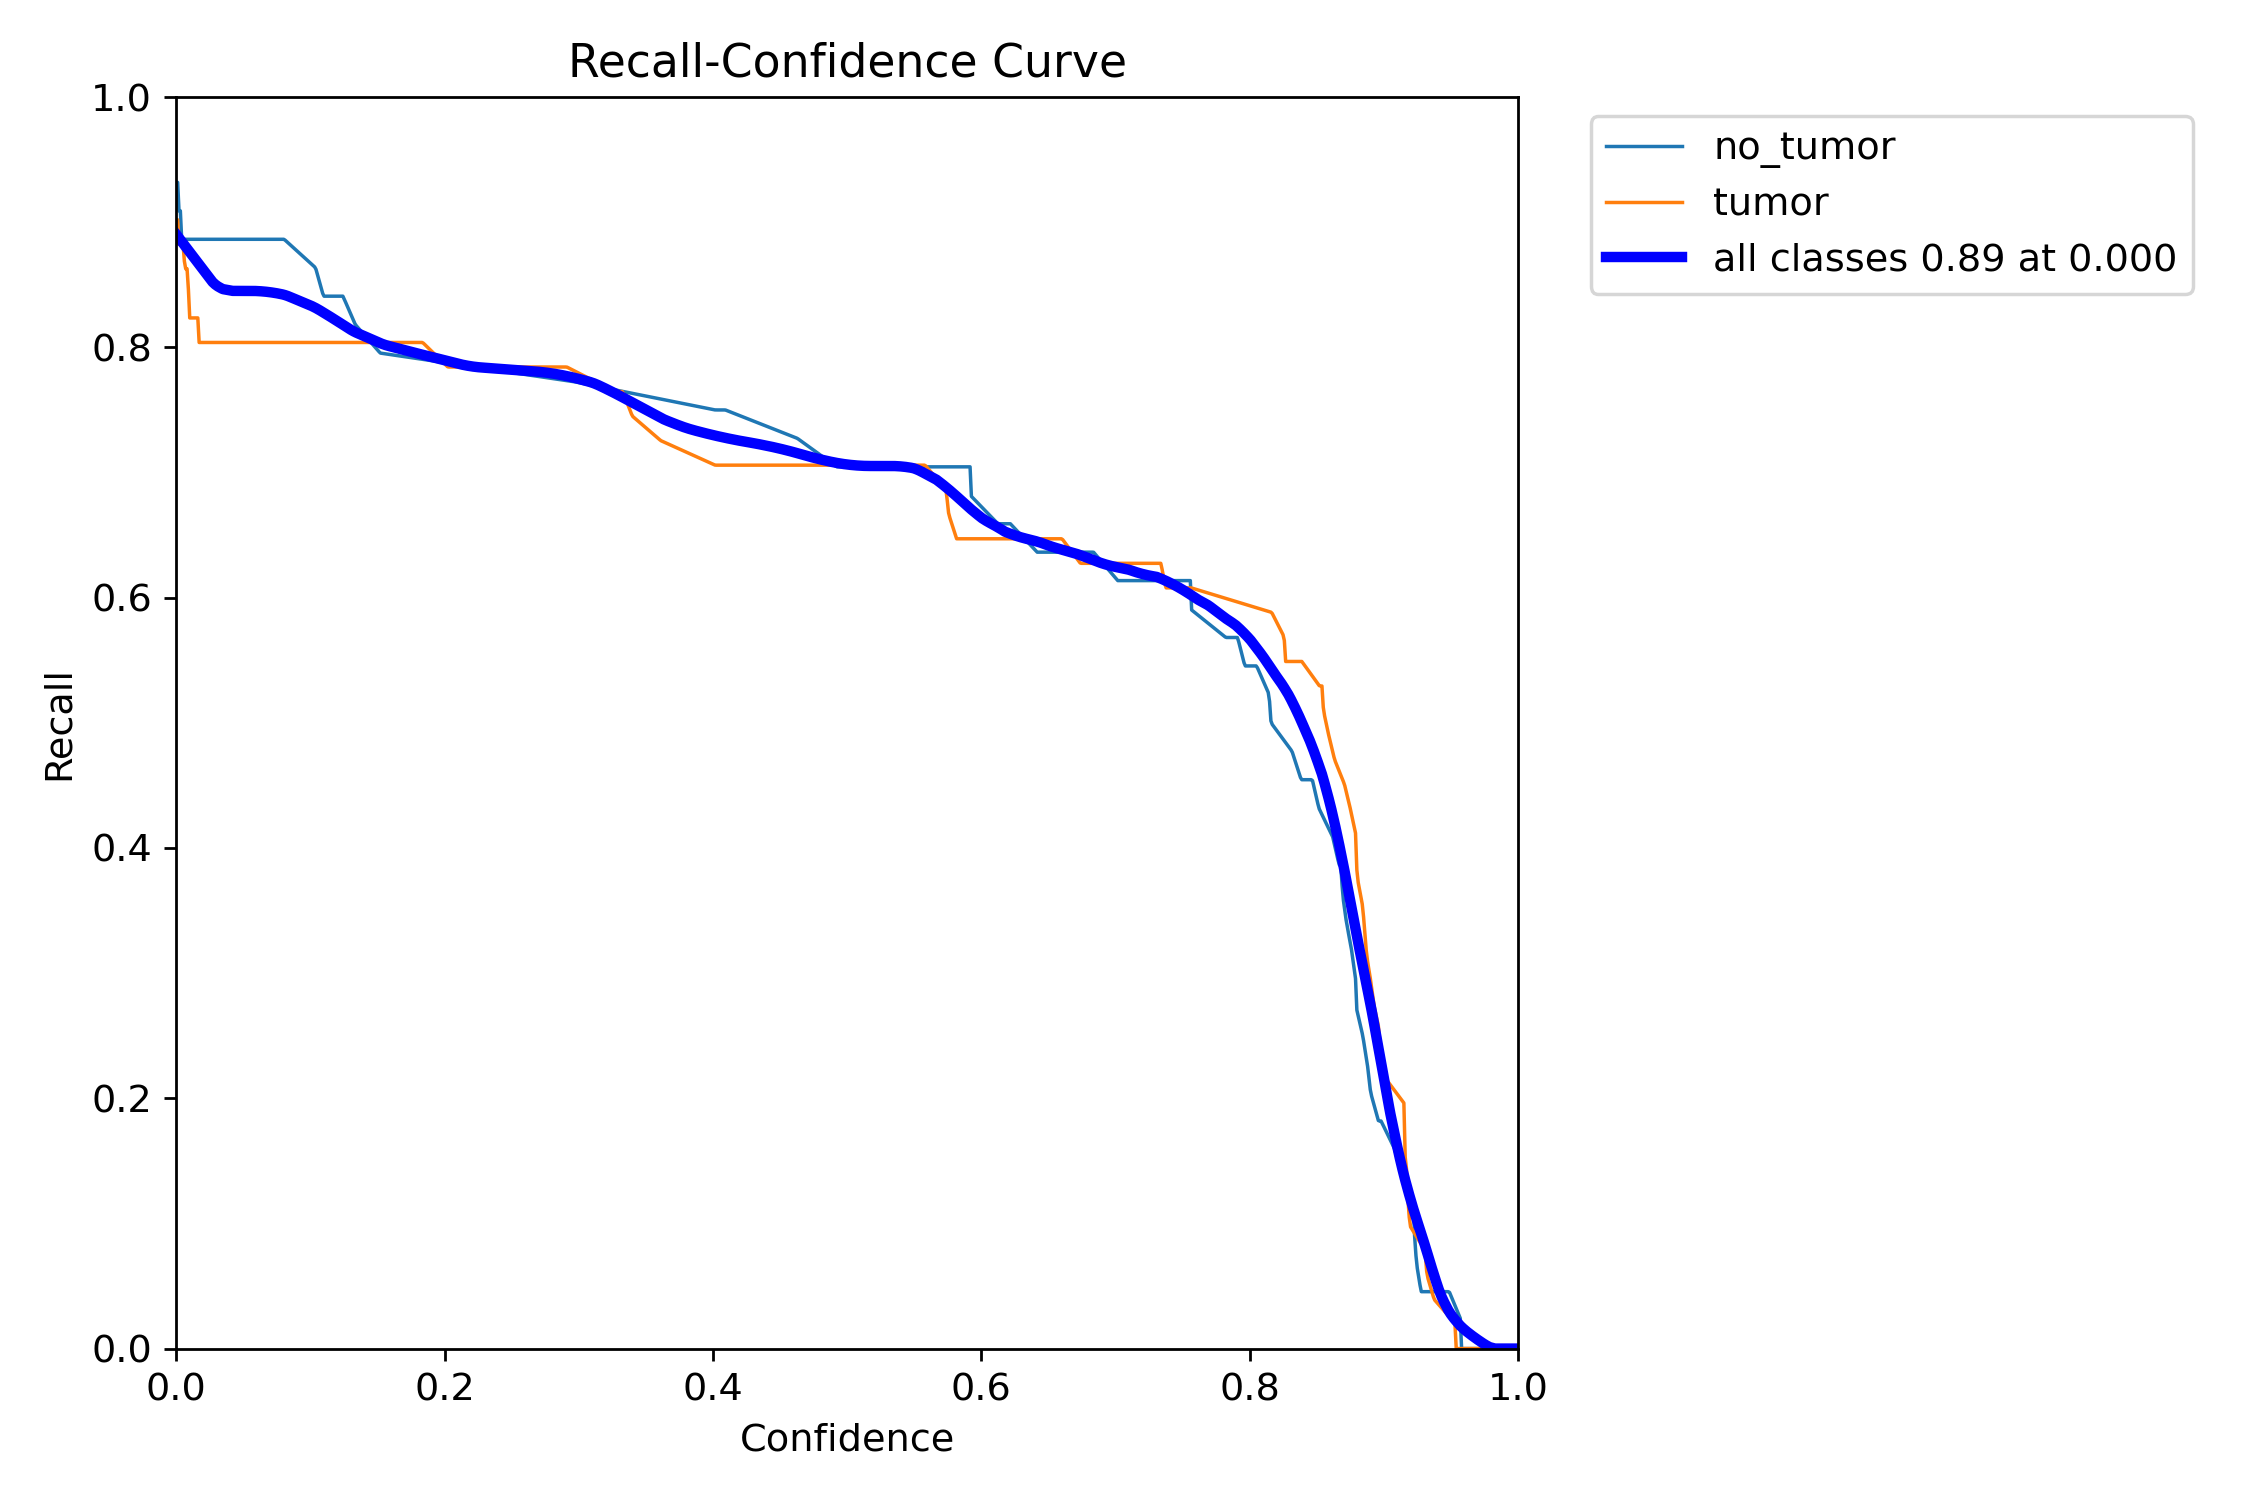 Recall-Confidence Curve
1.0
0.8
0.6
0.4
0.2
0.0
Recall
0.0 0.2 0.4 0.6 0.8 1.0
Confidence
no_tumor
tumor
all classes 0.89 at 0.000